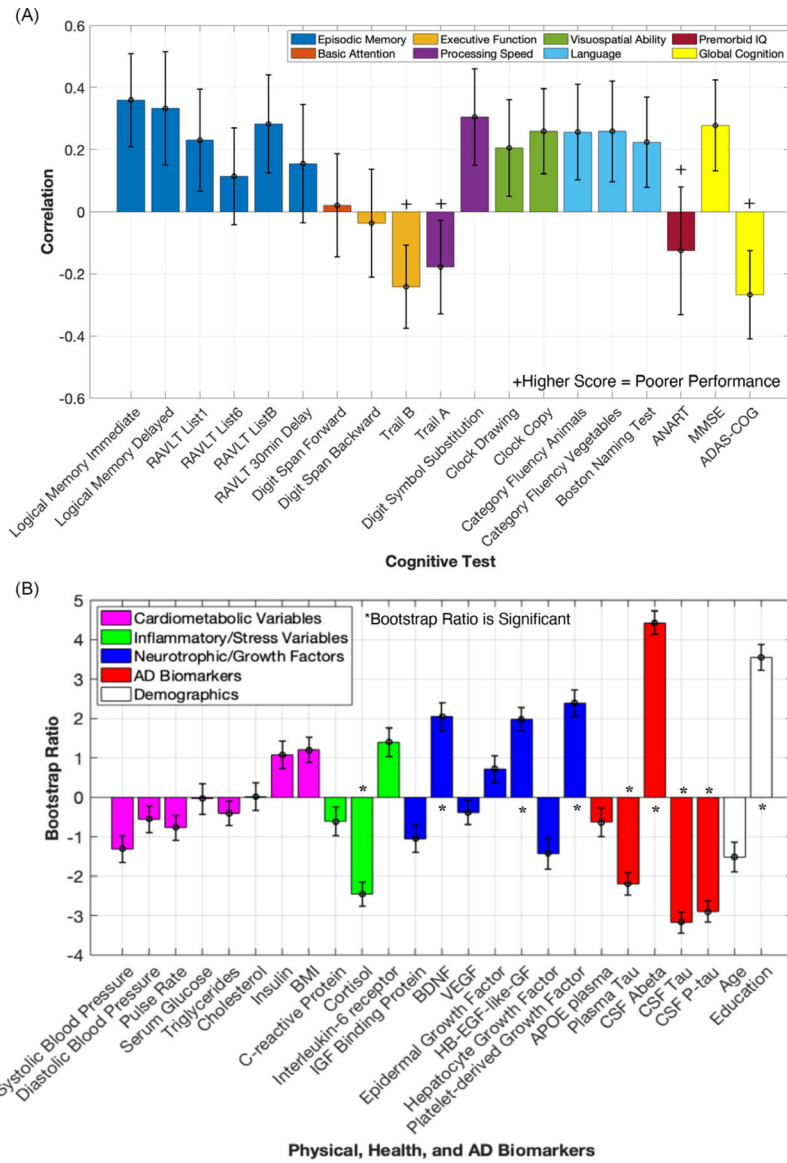 (A)
Episodic Memory
Executive Function
Visuospatial Ability
Premorbid IQ
Basic Attention
Processing Speed
Language
Global Cognition
0.6
0.4
0.2
0
-0.2
-0.4
-0.6
Correlation
+
+
+
+
+Higher Score = Poorer Performance
Logical Memory Immediate
Logical Memory Delayed
RAVLT List1
RAVLT List6
RAVLT ListB
RAVLT 30min Delay
Digit Span Forward
Digit Span Backward
Trail B
Trail A
Digit Symbol Substitution
Clock Drawing
Clock Copy
Category Fluency Animals
Category Fluency Vegetables
Boston Naming Test
ANART
MMSE
ADAS-COG
Cognitive Test
(B)
Cardiometabolic Variables
Inflammatory/Stress Variables
Neurotrophic/Growth Factors
AD Biomarkers
Demographics
*Bootstrap Ratio is Significant
5
4
3
2
1
0
-1
-2
-3
-4
Bootstrap Ratio
*
*
*
*
*
*
*
*
*
Systolic Blood Pressure
Diastolic Blood Pressure
Pulse Rate
Serum Glucose
Triglycerides
Cholesterol
Insulin
BMI
C-reactive Protein
Cortisol
Interleukin-6 receptor
IGF Binding Protein
BDNF
VEGF
Epidermal Growth Factor
HB-EGF-like-GF
Hepatocyte Growth Factor
Platelet-derived Growth Factor
APOE plasma
Plasma Tau
CSF Abeta
CSF Tau
CSF P-tau
Age
Education
Physical, Health, and AD Biomarkers